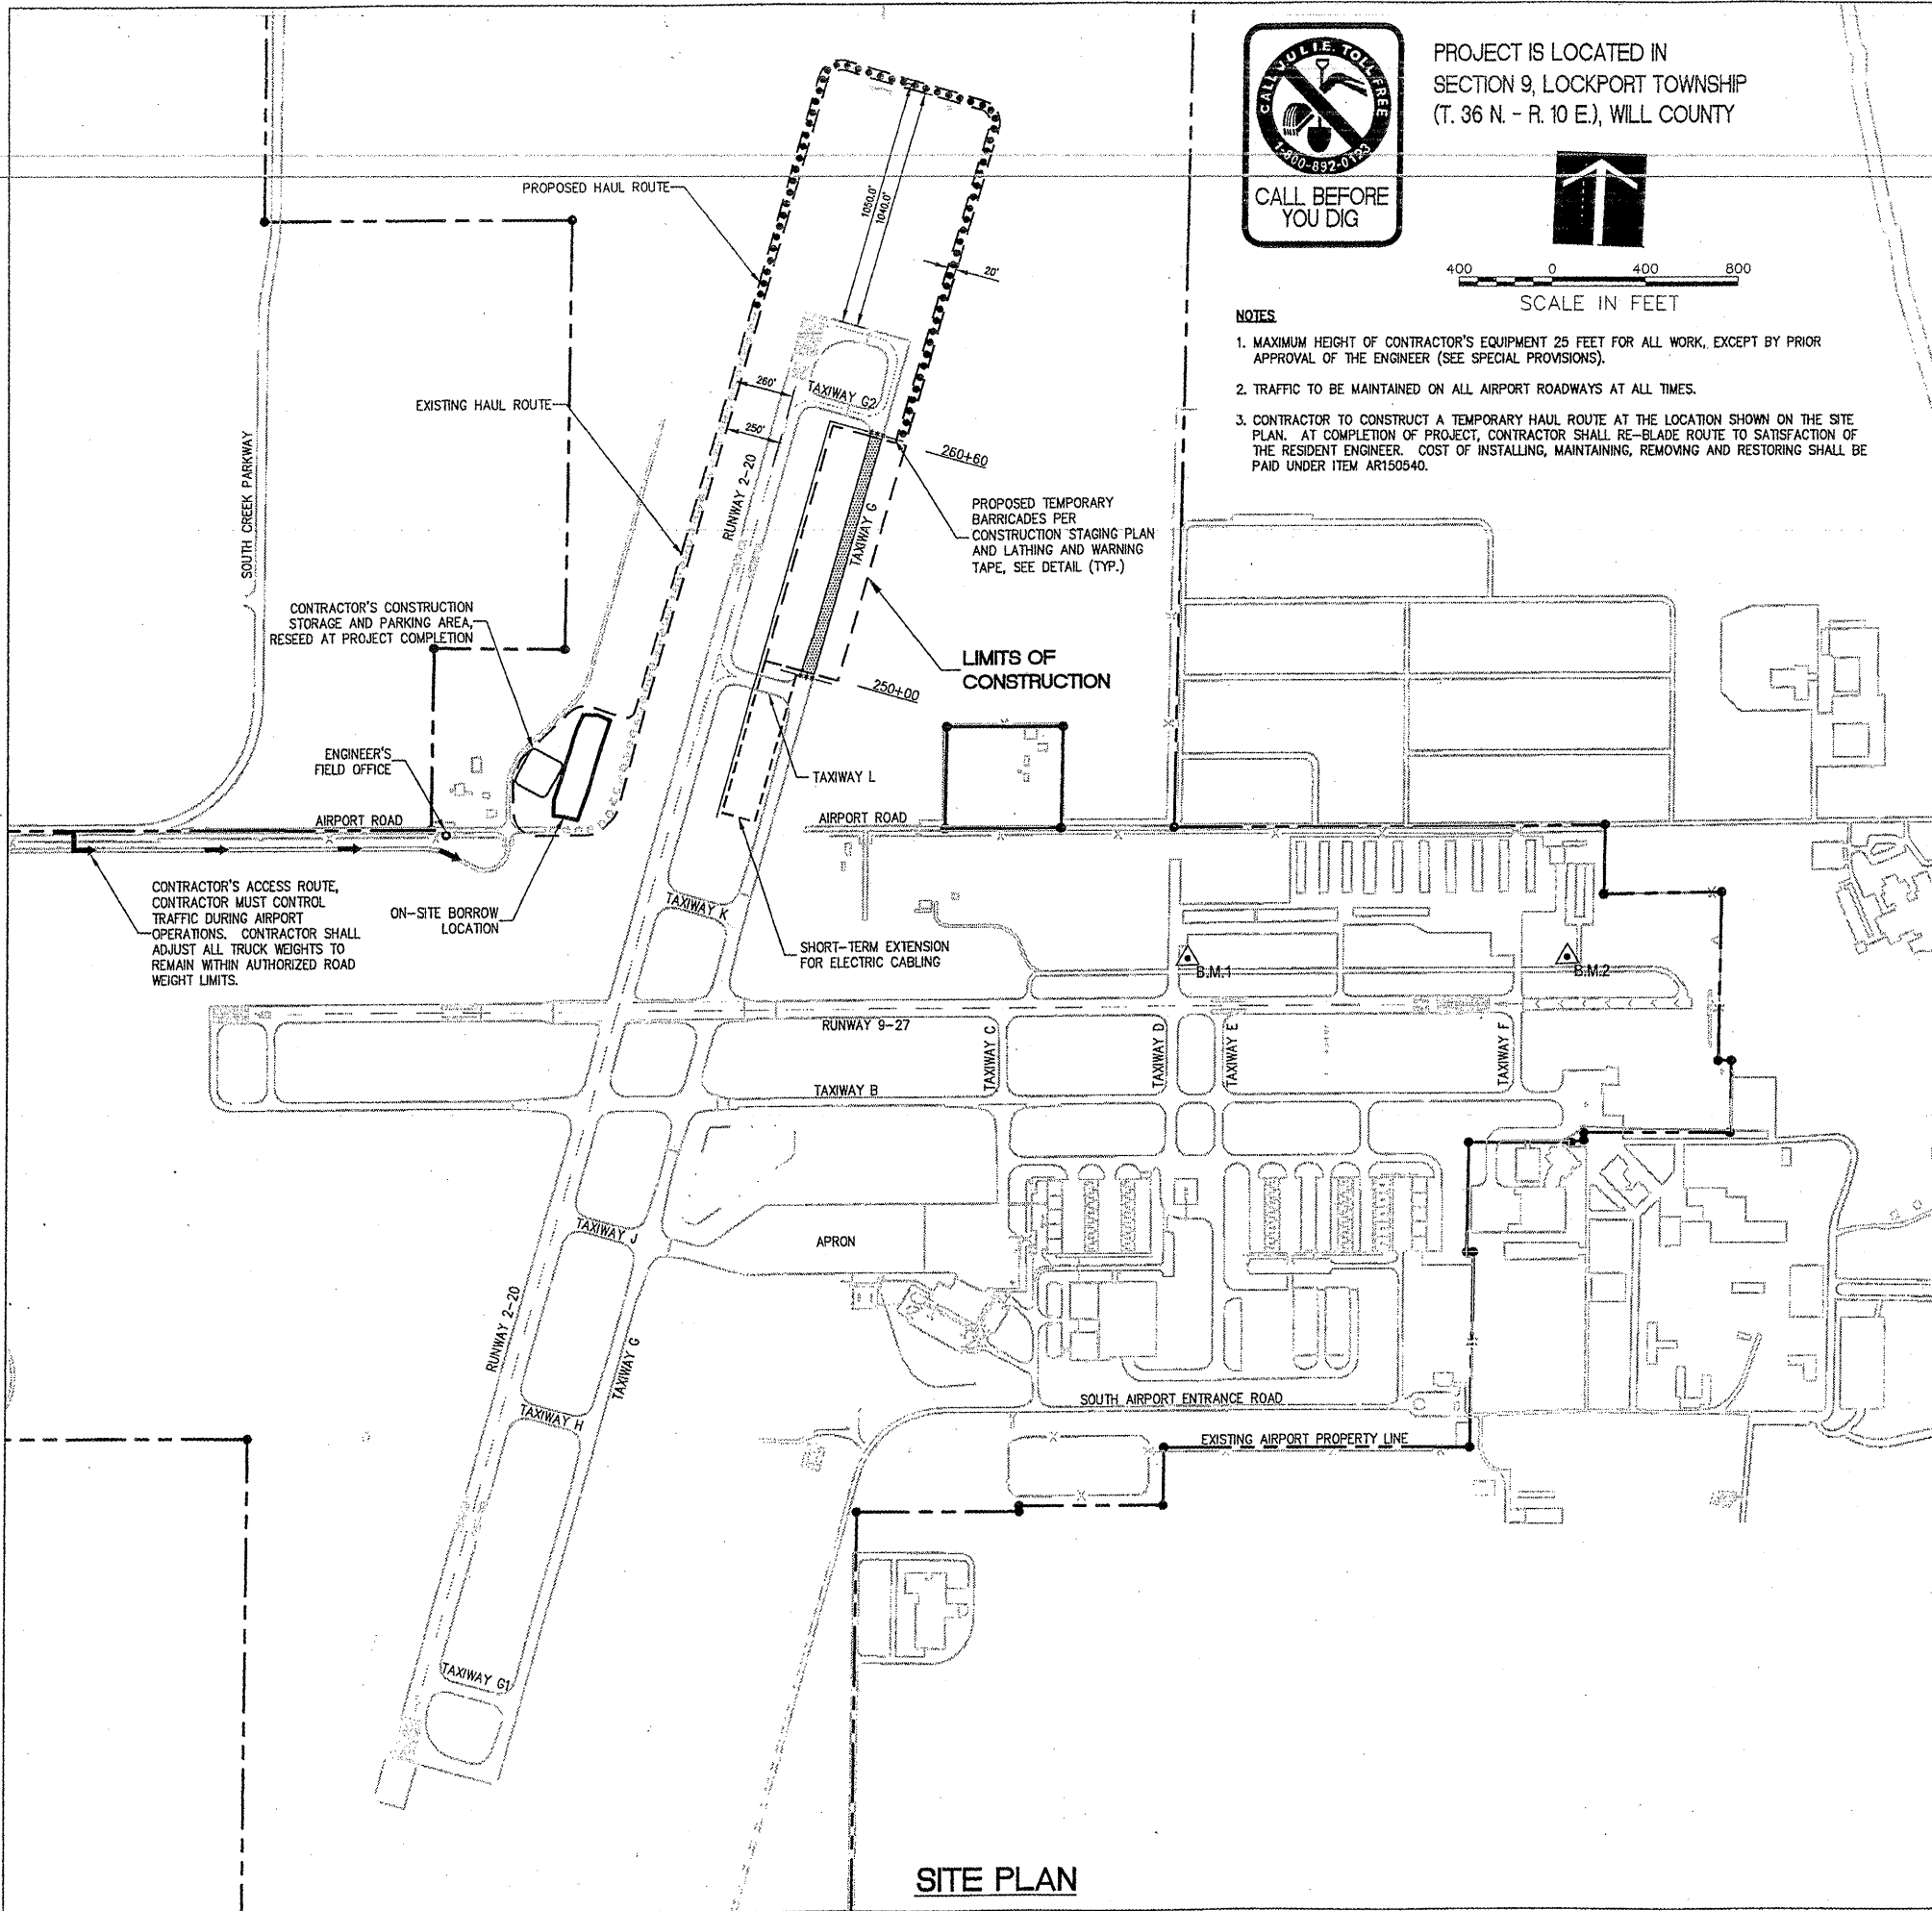 CALL J.U.L.I.E. TOLL FREE
1-800-892-0123
CALL BEFORE
YOU DIG
PROJECT IS LOCATED IN
SECTION 9, LOCKPORT TOWNSHIP
(T. 36 N. - R. 10 E.), WILL COUNTY
400 0 400 800
SCALE IN FEET
NOTES
1. MAXIMUM HEIGHT OF CONTRACTOR'S EQUIPMENT 25 FEET FOR ALL WORK, EXCEPT BY PRIOR
APPROVAL OF THE ENGINEER (SEE SPECIAL PROVISIONS).
2. TRAFFIC TO BE MAINTAINED ON ALL AIRPORT ROADWAYS AT ALL TIMES.
3. CONTRACTOR TO CONSTRUCT A TEMPORARY HAUL ROUTE AT THE LOCATION SHOWN ON THE SITE
PLAN. AT COMPLETION OF PROJECT, CONTRACTOR SHALL RE-BLADE ROUTE TO SATISFACTION OF
THE RESIDENT ENGINEER. COST OF INSTALLING, MAINTAINING, REMOVING AND RESTORING SHALL BE
PAID UNDER ITEM AR150540.
PROPOSED HAUL ROUTE
1050.0'
1040.0'
20'
EXISTING HAUL ROUTE
260'
TAXIWAY G2
250'
260+60
RUNWAY 2-20
TAXIWAY G
PROPOSED TEMPORARY
BARRICADES PER
CONSTRUCTION STAGING PLAN
AND LATHING AND WARNING
TAPE, SEE DETAIL (TYP.)
SOUTH CREEK PARKWAY
CONTRACTOR'S CONSTRUCTION
STORAGE AND PARKING AREA,
RESEED AT PROJECT COMPLETION
LIMITS OF
CONSTRUCTION
250+00
ENGINEER'S
FIELD OFFICE
TAXIWAY L
AIRPORT ROAD
AIRPORT ROAD
CONTRACTOR'S ACCESS ROUTE,
CONTRACTOR MUST CONTROL
TRAFFIC DURING AIRPORT
OPERATIONS. CONTRACTOR SHALL
ADJUST ALL TRUCK WEIGHTS TO
REMAIN WITHIN AUTHORIZED ROAD
WEIGHT LIMITS.
ON-SITE BORROW
LOCATION
TAXIWAY K
SHORT-TERM EXTENSION
FOR ELECTRIC CABLING
B.M.1
B.M.2
RUNWAY 9-27
TAXIWAY C
TAXIWAY D
TAXIWAY E
TAXIWAY F
TAXIWAY B
TAXIWAY J
APRON
RUNWAY 2-20
TAXIWAY G
TAXIWAY H
SOUTH AIRPORT ENTRANCE ROAD
EXISTING AIRPORT PROPERTY LINE
TAXIWAY G1
SITE PLAN